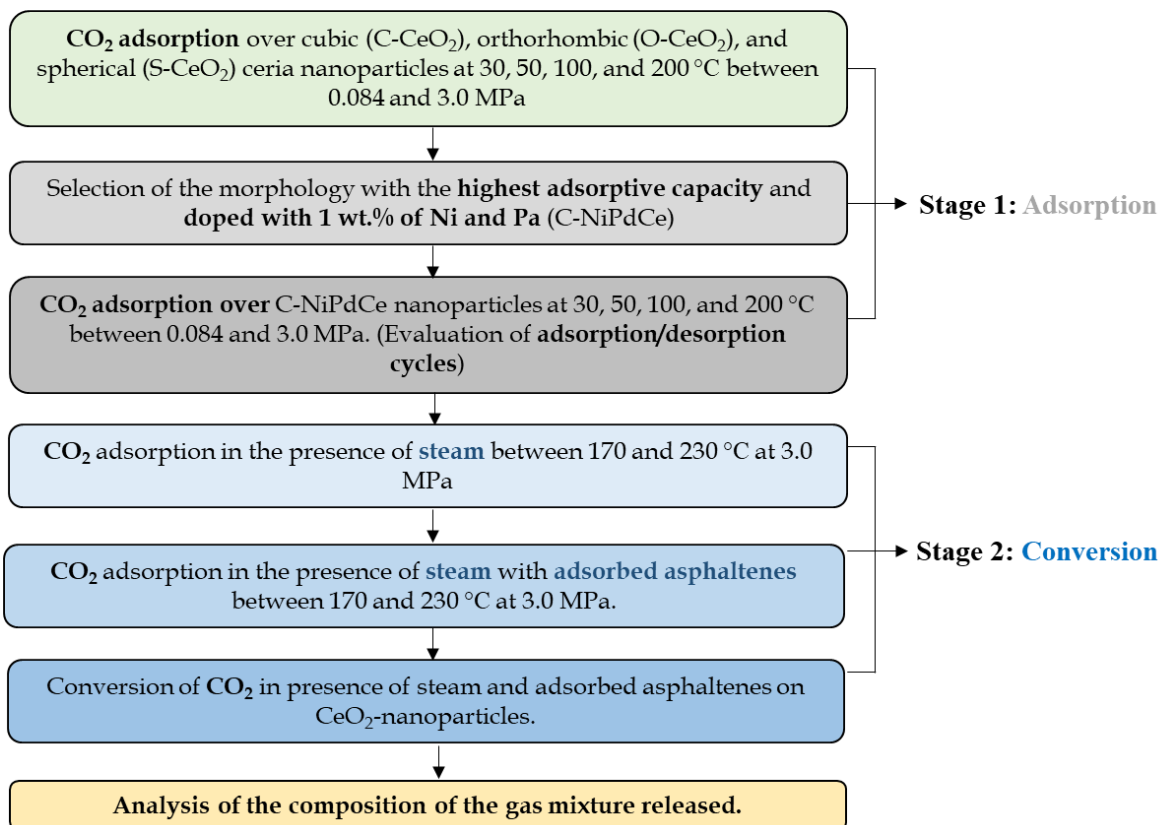 CO₂ adsorption over cubic (C-CeO₂), orthorhombic (O-CeO₂), and
spherical (S-CeO₂) ceria nanoparticles at 30, 50, 100, and 200 °C between
0.084 and 3.0 MPa
Selection of the morphology with the highest adsorptive capacity and
doped with 1 wt.% of Ni and Pa (C-NiPdCe)
Stage 1: Adsorption
CO₂ adsorption over C-NiPdCe nanoparticles at 30, 50, 100, and 200 °C
between 0.084 and 3.0 MPa. (Evaluation of adsorption/desorption
cycles)
CO₂ adsorption in the presence of steam between 170 and 230 °C at 3.0
MPa
CO₂ adsorption in the presence of steam with adsorbed asphaltenes
between 170 and 230 °C at 3.0 MPa.
Stage 2: Conversion
Conversion of CO₂ in presence of steam and adsorbed asphaltenes on
CeO₂-nanoparticles.
Analysis of the composition of the gas mixture released.